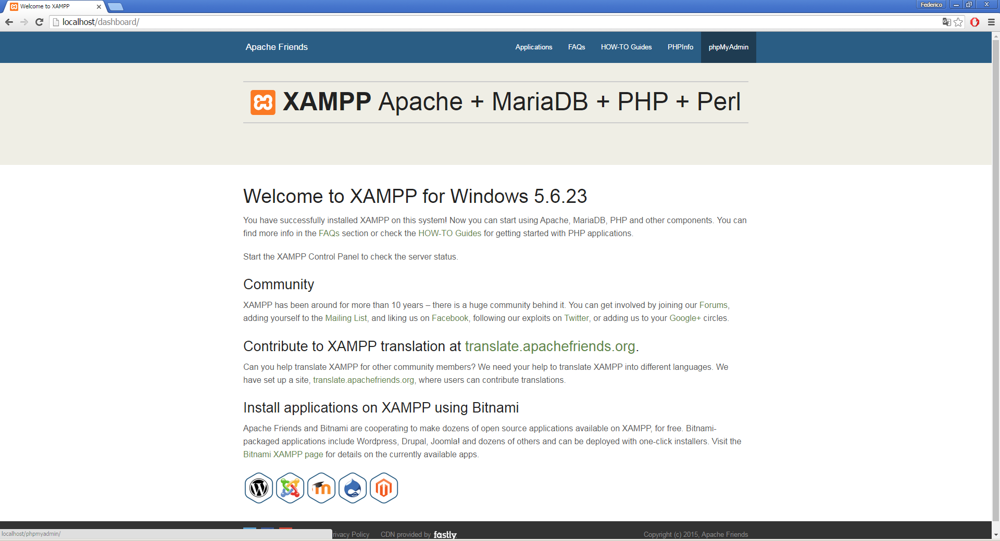 Welcome to XAMPP
Federico
localhost/dashboard/
Apache Friends
Applications
FAQs
HOW-TO Guides
PHPInfo
phpMyAdmin
XAMPP Apache + MariaDB + PHP + Perl
Welcome to XAMPP for Windows 5.6.23
You have successfully installed XAMPP on this system! Now you can start using Apache, MariaDB, PHP and other components. You can
find more info in the FAQs section or check the HOW-TO Guides for getting started with PHP applications.
Start the XAMPP Control Panel to check the server status.
Community
XAMPP has been around for more than 10 years – there is a huge community behind it. You can get involved by joining our Forums,
adding yourself to the Mailing List, and liking us on Facebook, following our exploits on Twitter, or adding us to your Google+ circles.
Contribute to XAMPP translation at translate.apachefriends.org.
Can you help translate XAMPP for other community members? We need your help to translate XAMPP into different languages. We
have set up a site, translate.apachefriends.org, where users can contribute translations.
Install applications on XAMPP using Bitnami
Apache Friends and Bitnami are cooperating to make dozens of open source applications available on XAMPP, for free. Bitnami-
packaged applications include Wordpress, Drupal, Joomla! and dozens of others and can be deployed with one-click installers. Visit the
Bitnami XAMPP page for details on the currently available apps.
localhost/phpmyadmin/
rivacy Policy
CDN provided by fastly
Copyright (c) 2015, Apache Friends